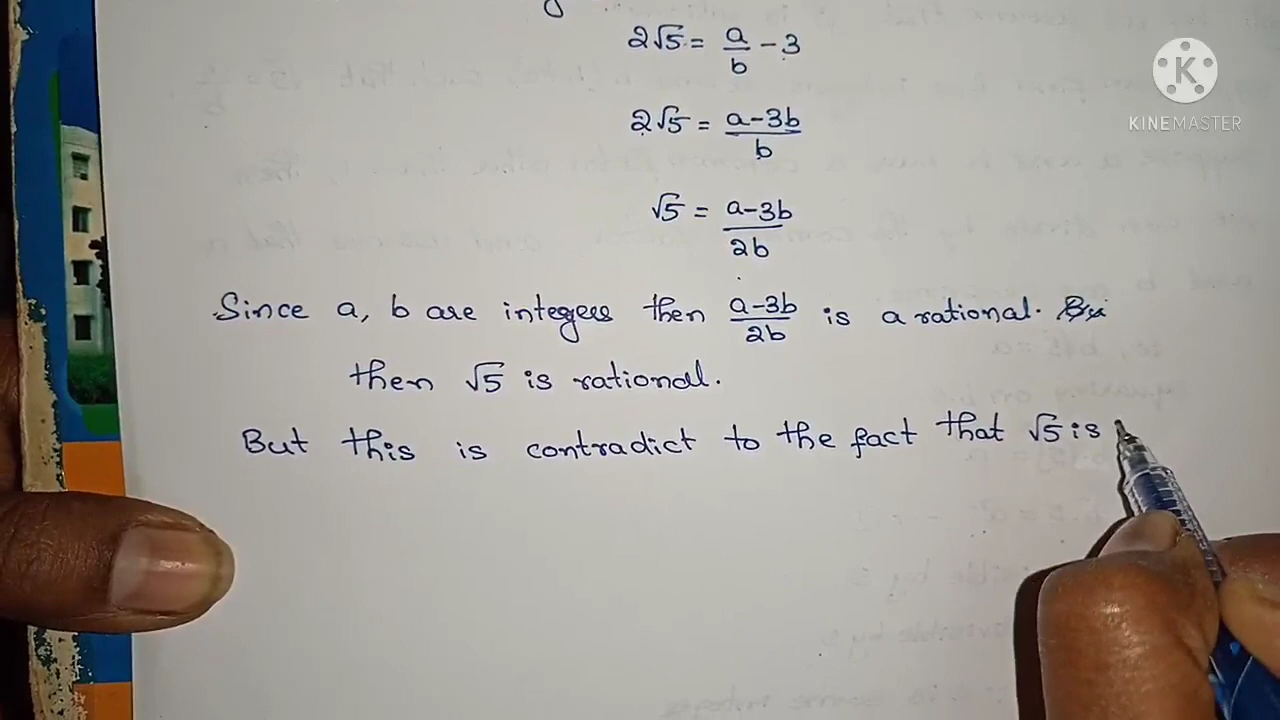 2√5 = a/b - 3
2√5 = (a-3b)/b
√5 = (a-3b)/2b
Since a, b are integers then (a-3b)/2b is a rational.
then √5 is rational.
But this is contradict to the fact that √5 is
K
KINEMASTER